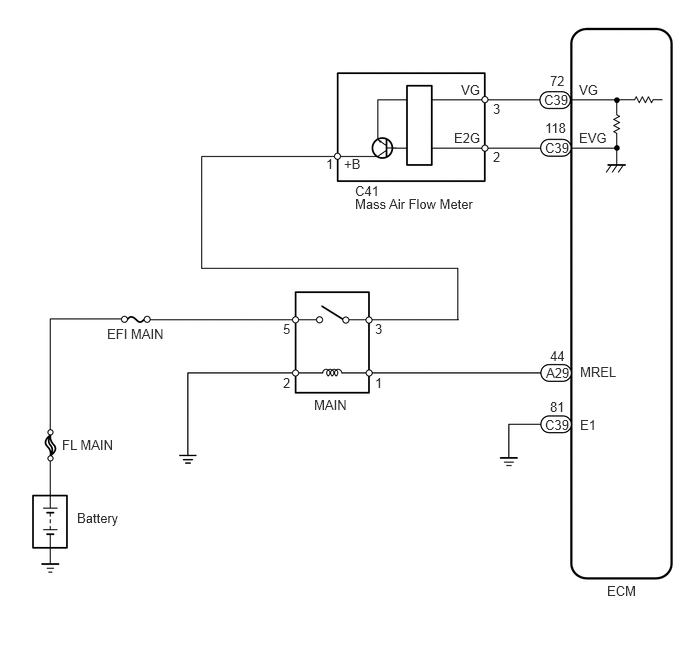 72
VG
VG
C39
3
118
E2G
EVG
C39
2
1
+B
C41
Mass Air Flow Meter
5
3
EFI MAIN
44
2
1
A29
MREL
MAIN
81
C39
E1
FL MAIN
Battery
ECM